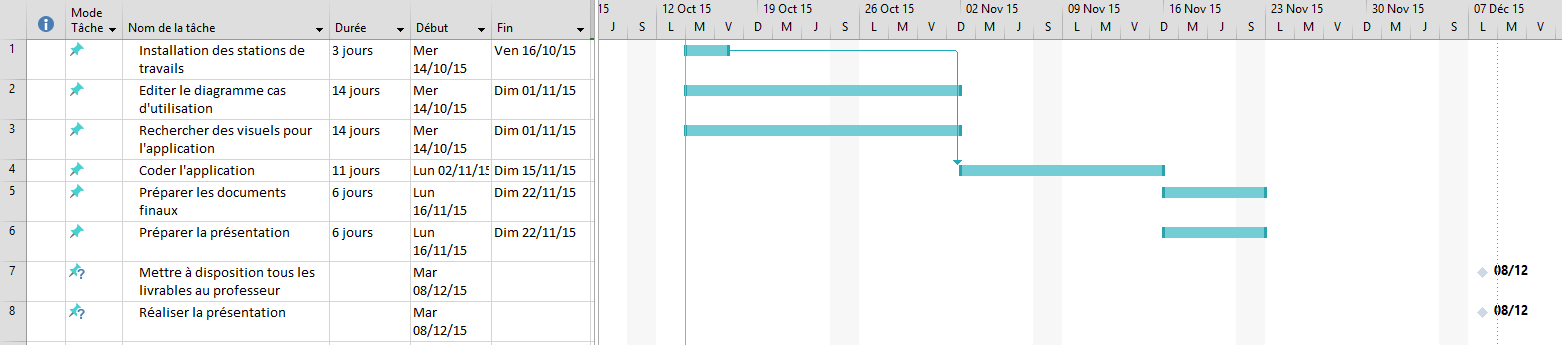 15 12 Oct 15 19 Oct 15 26 Oct 15 02 Nov 15 09 Nov 15 16 Nov 15 23 Nov 15 30 Nov 15 07 Déc 15
Mode
Tâche Nom de la tâche Durée Début Fin
J S L M V D M J S L M V D M J S L M V D M J S L M V D M J S L M V
1 Installation des stations de 3 jours Mer Ven 16/10/15
travails 14/10/15
2 Editer le diagramme cas 14 jours Mer Dim 01/11/15
d'utilisation 14/10/15
3 Rechercher des visuels pour 14 jours Mer Dim 01/11/15
l'application 14/10/15
4 Coder l'application 11 jours Lun 02/11/15 Dim 15/11/15
5 Préparer les documents 6 jours Lun Dim 22/11/15
finaux 16/11/15
6 Préparer la présentation 6 jours Lun Dim 22/11/15
16/11/15
7 Mettre à disposition tous les Mar 08/12
livrables au professeur 08/12/15
8 Réaliser la présentation Mar 08/12
08/12/15